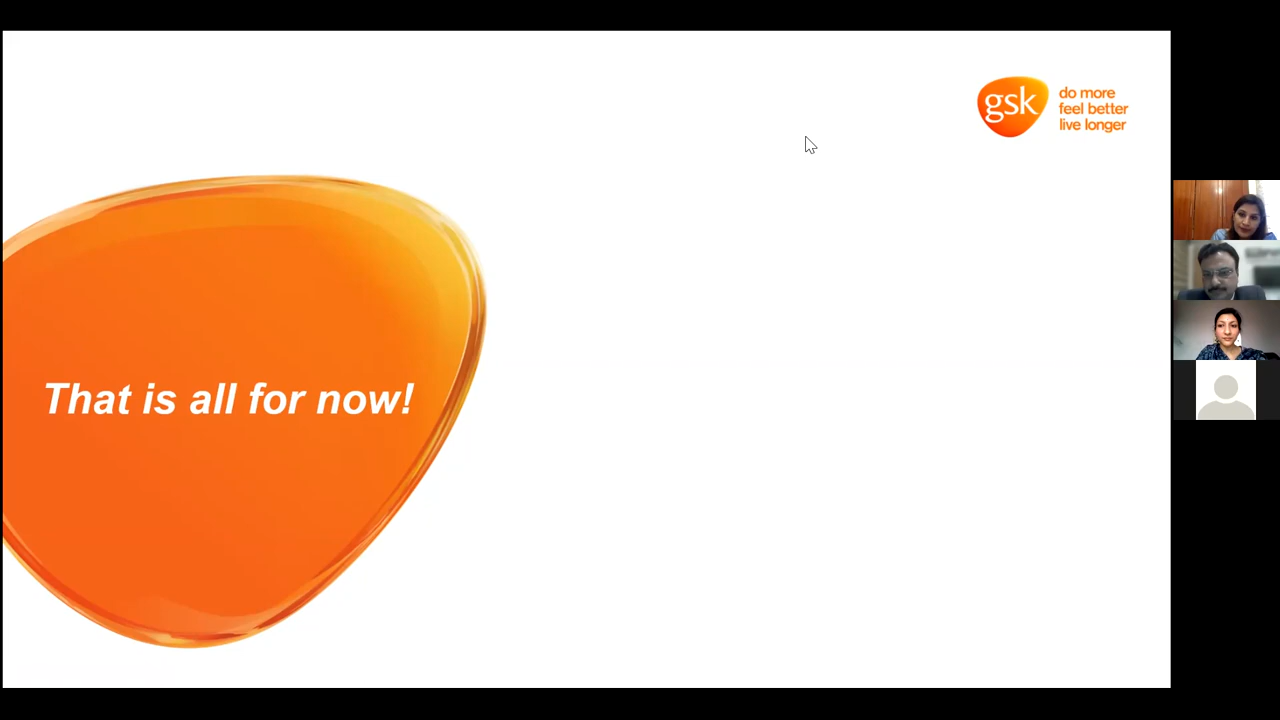 gsk
do more
feel better
live longer
That is all for now!